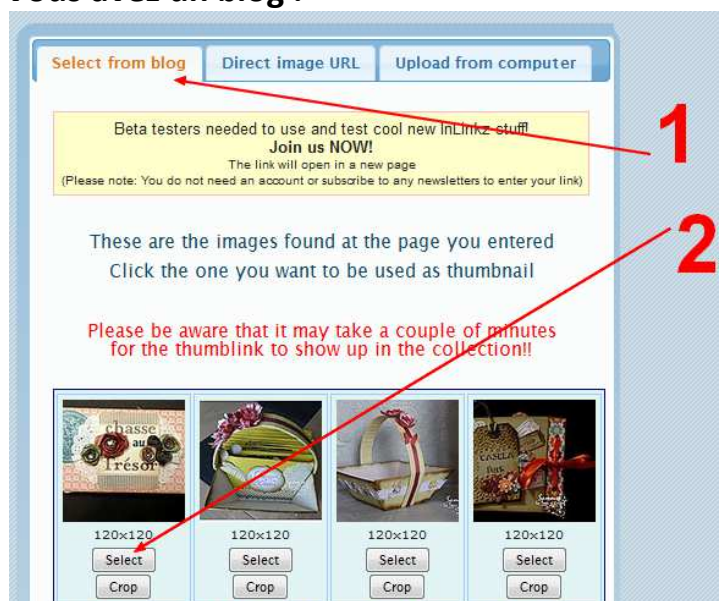 Select from blog Direct image URL Upload from computer
1
Beta testers needed to use and test cool new InLinkz stuff!
Join us NOW!
The link will open in a new page
(Please note: You do not need an account or subscribe to any newsletters to enter your link)
2
These are the images found at the page you entered
Click the one you want to be used as thumbnail
Please be aware that it may take a couple of minutes
for the thumblink to show up in the collection!!
chasse
au
Trésor
120x120 120x120 120x120 120x120
Select Select Select Select
Crop Crop Crop Crop